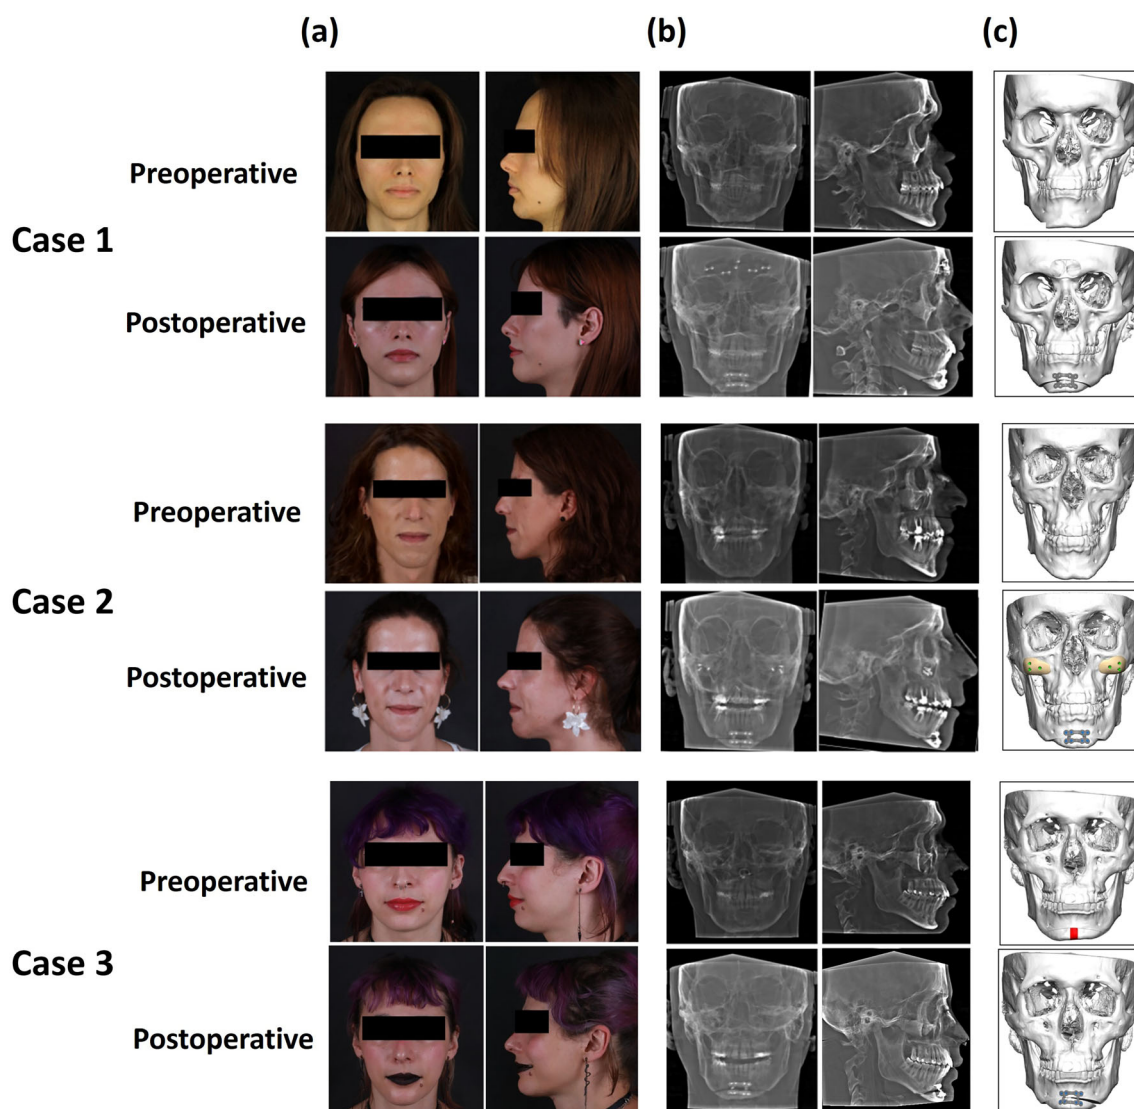 (a) (b) (c)
Preoperative
Case 1
Postoperative
Preoperative
Case 2
Postoperative
Preoperative
Case 3
Postoperative